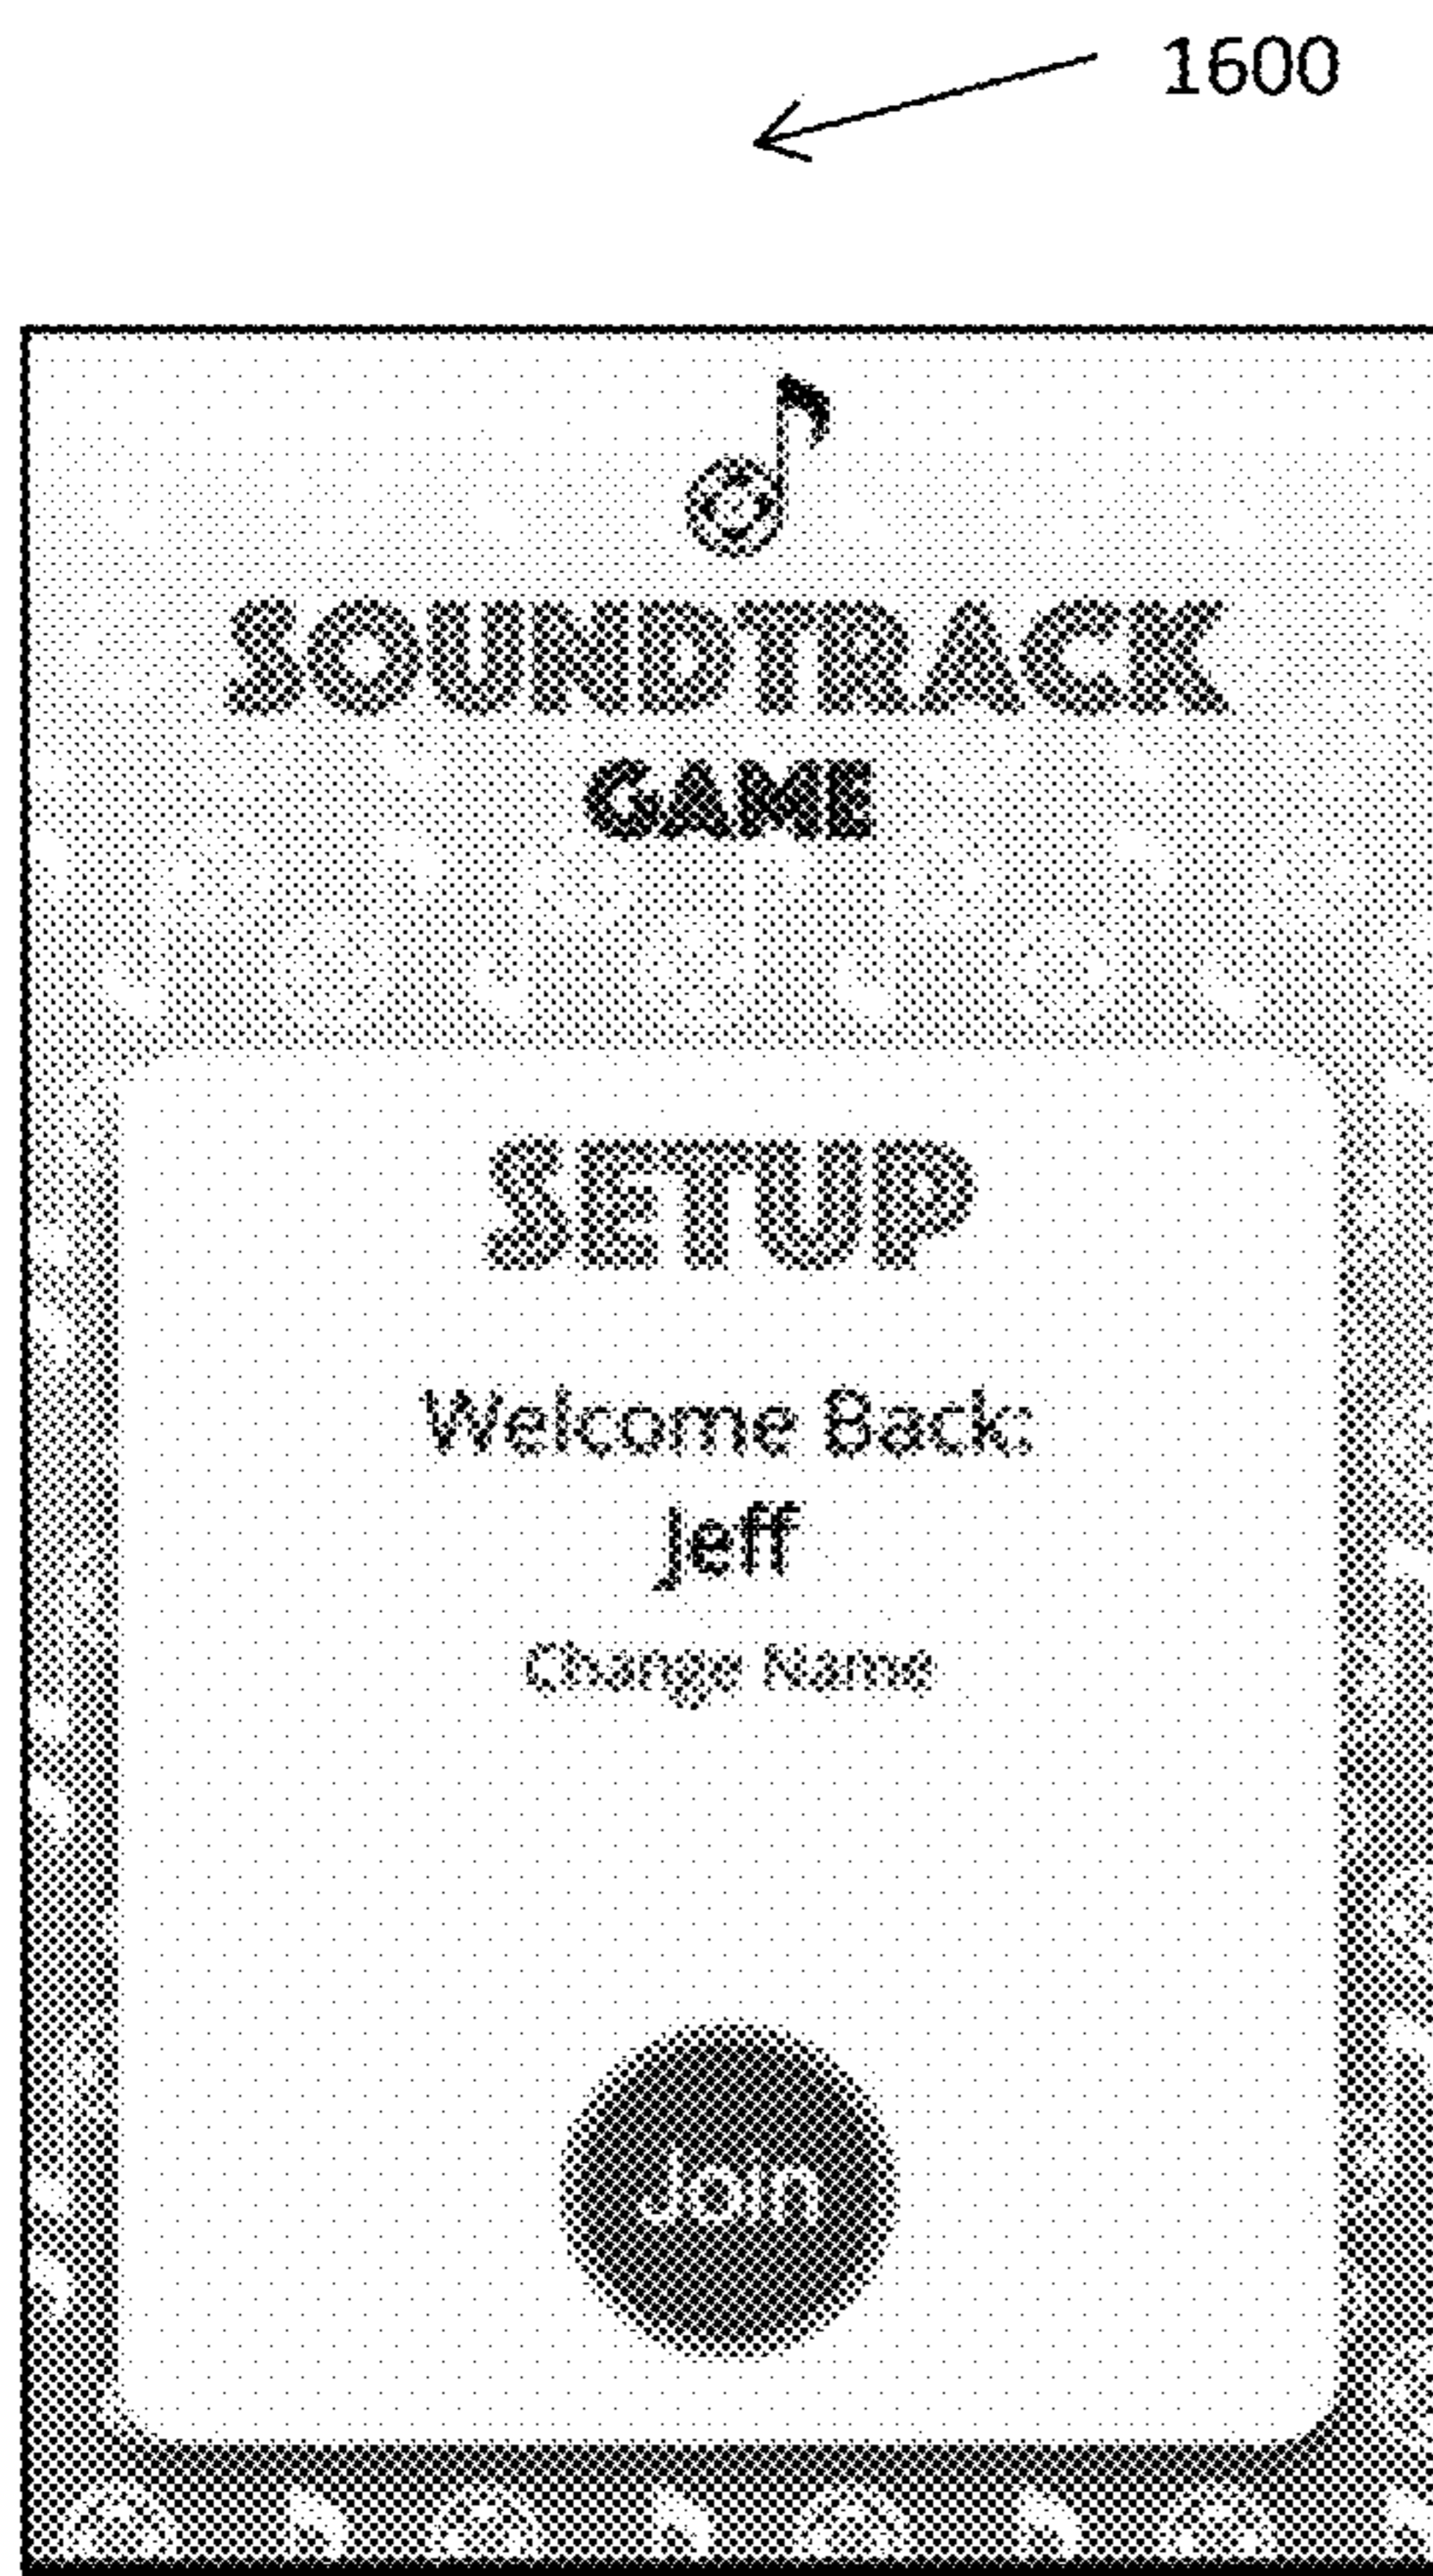 1600
SOUNDTRACK
GAME
SETUP
Welcome Back:
Jeff
Change Name
Join